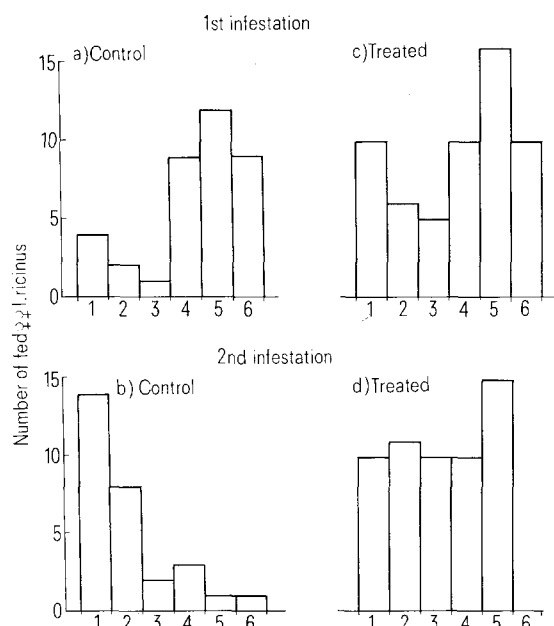 1st infestation
a) Control
c) Treated
15
10
5
0
1 2 3 4 5 6
1 2 3 4 5 6
Number of fed ♀♀ I. ricinus
2nd infestation
b) Control
d) Treated
15
10
5
0
1 2 3 4 5 6
1 2 3 4 5 6